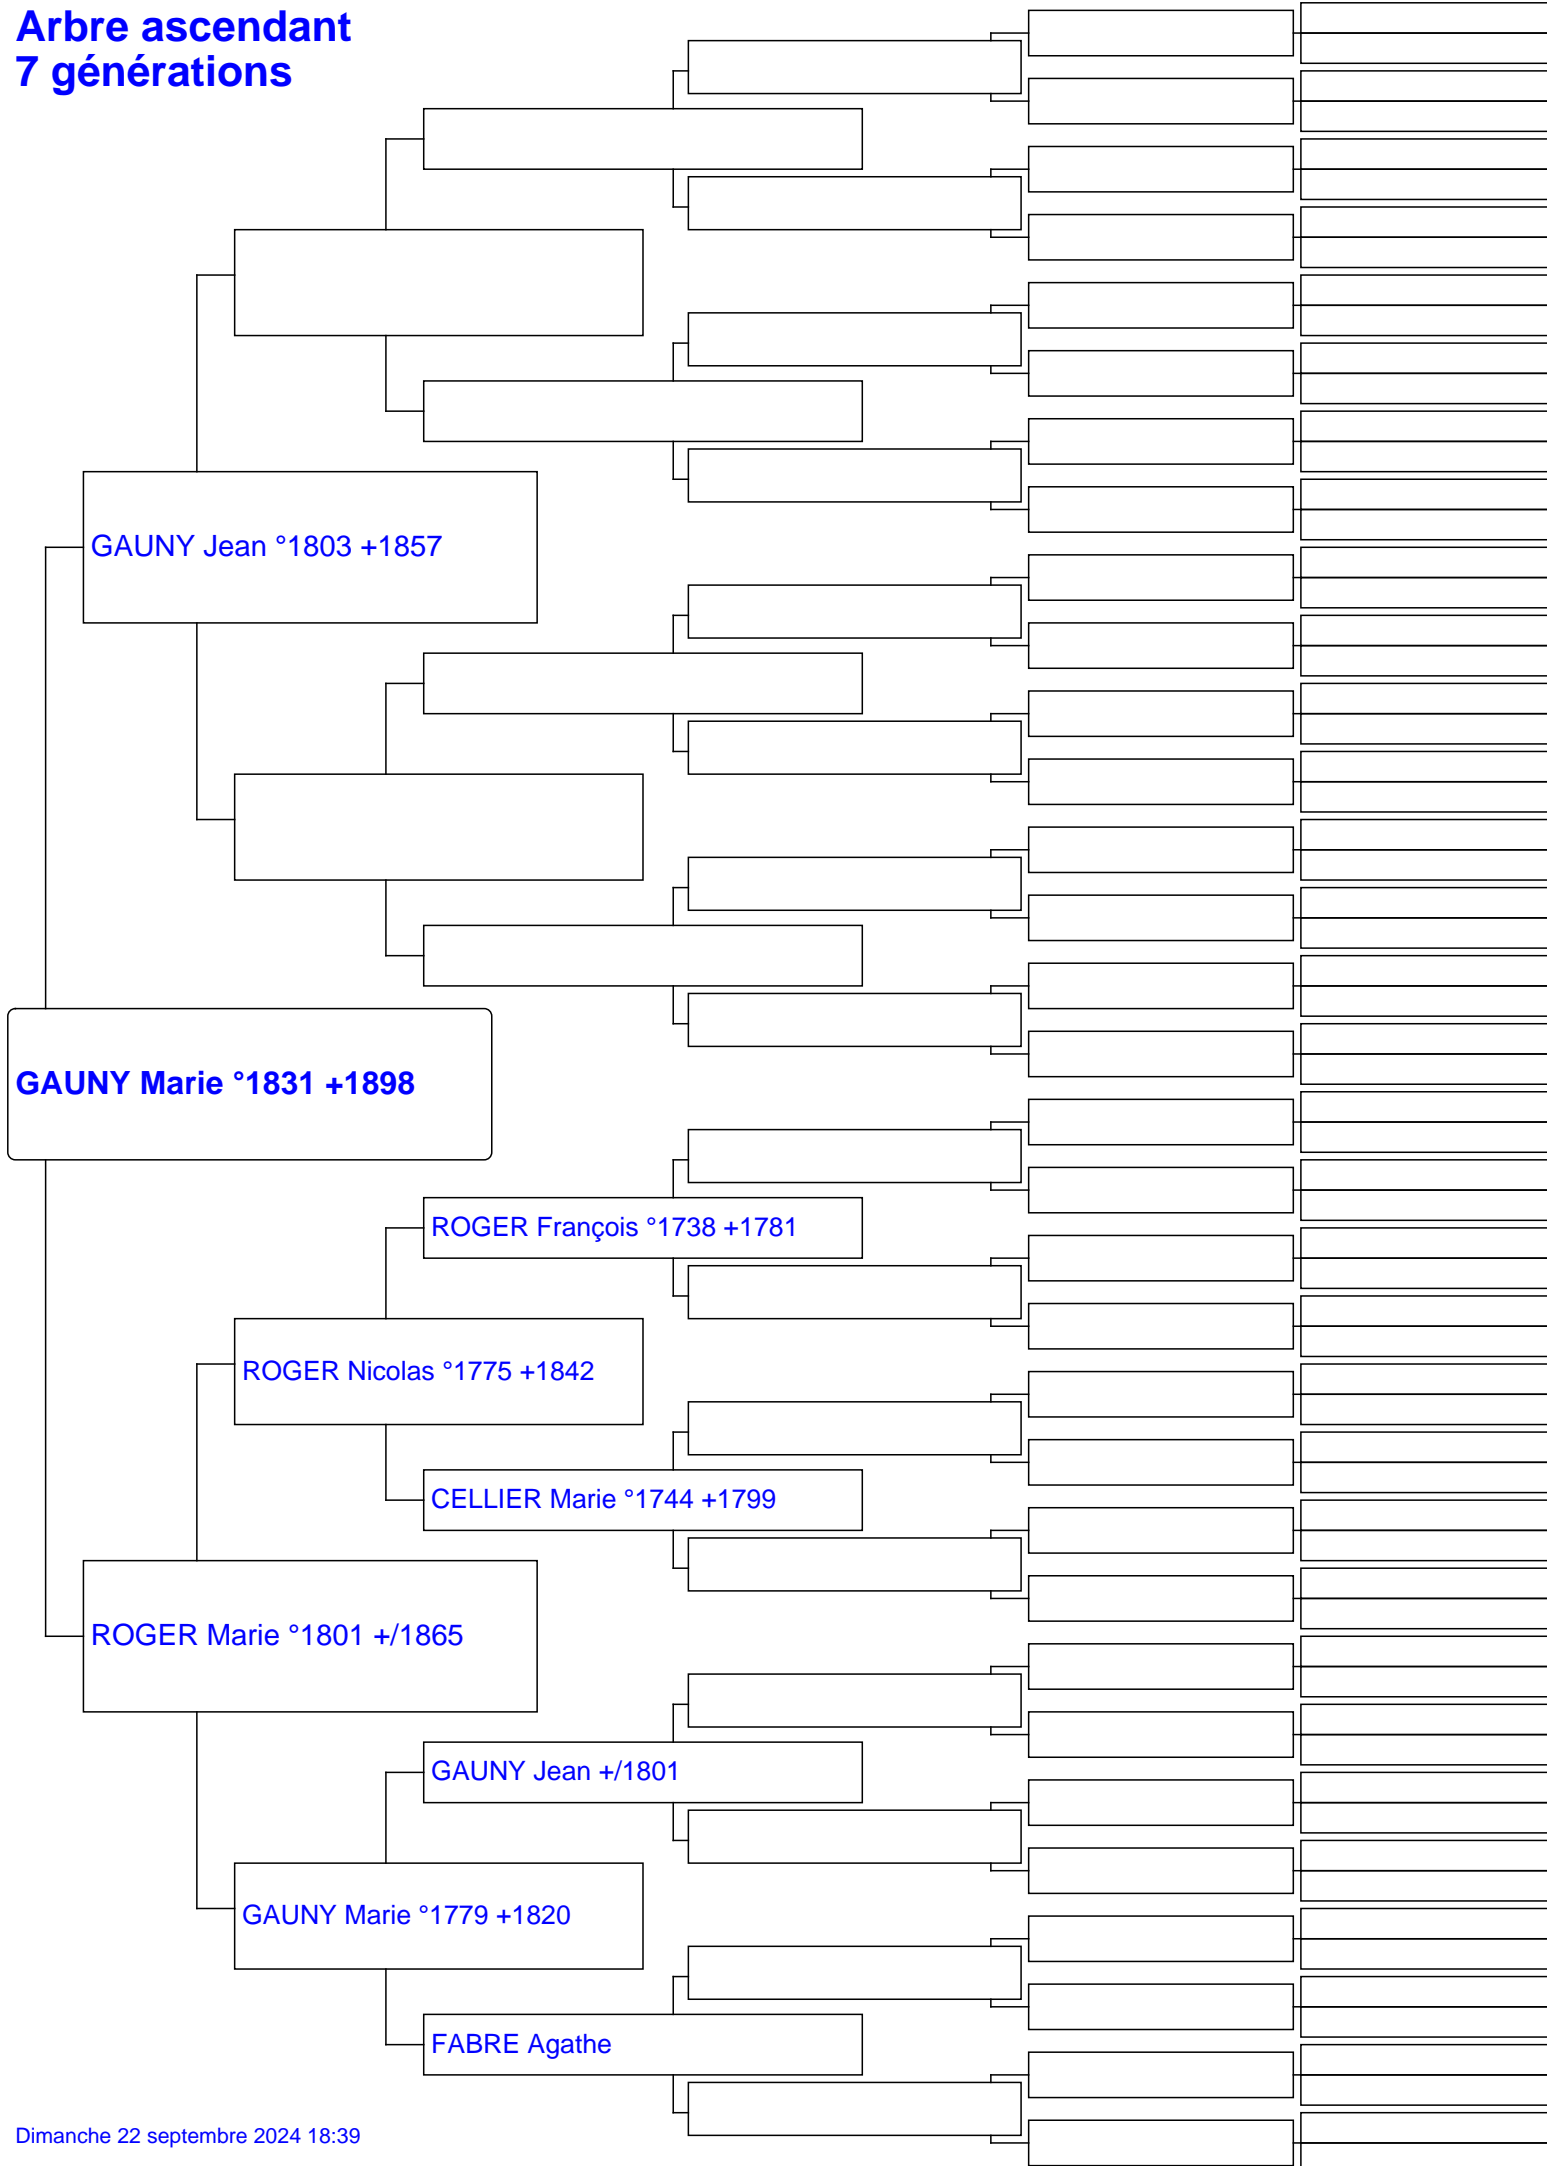 Arbre ascendant
7 générations
GAUNY Jean °1803 +1857
GAUNY Marie °1831 +1898
ROGER François °1738 +1781
ROGER Nicolas °1775 +1842
CELLIER Marie °1744 +1799
ROGER Marie °1801 +/1865
GAUNY Jean +/1801
GAUNY Marie °1779 +1820
FABRE Agathe
Dimanche 22 septembre 2024 18:39